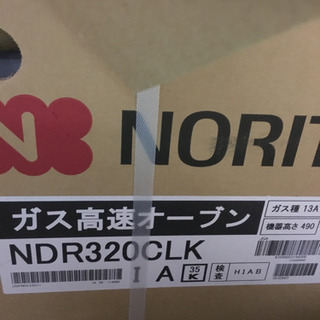 N NORIT
ガス高速オーブン
ガス種 13A
機器高さ 490
NDR320CLK
I A 35 K 検査 HIAB